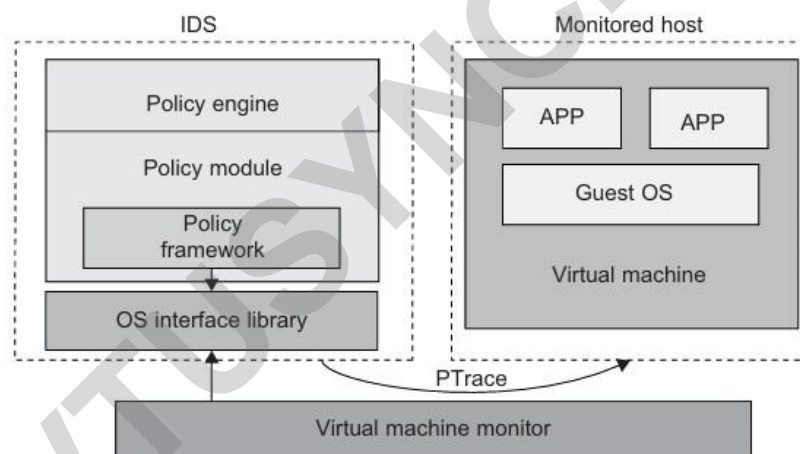 IDS
Monitored host
Policy engine
Policy module
Policy
framework
OS interface library
APP
APP
Guest OS
Virtual machine
PTrace
Virtual machine monitor